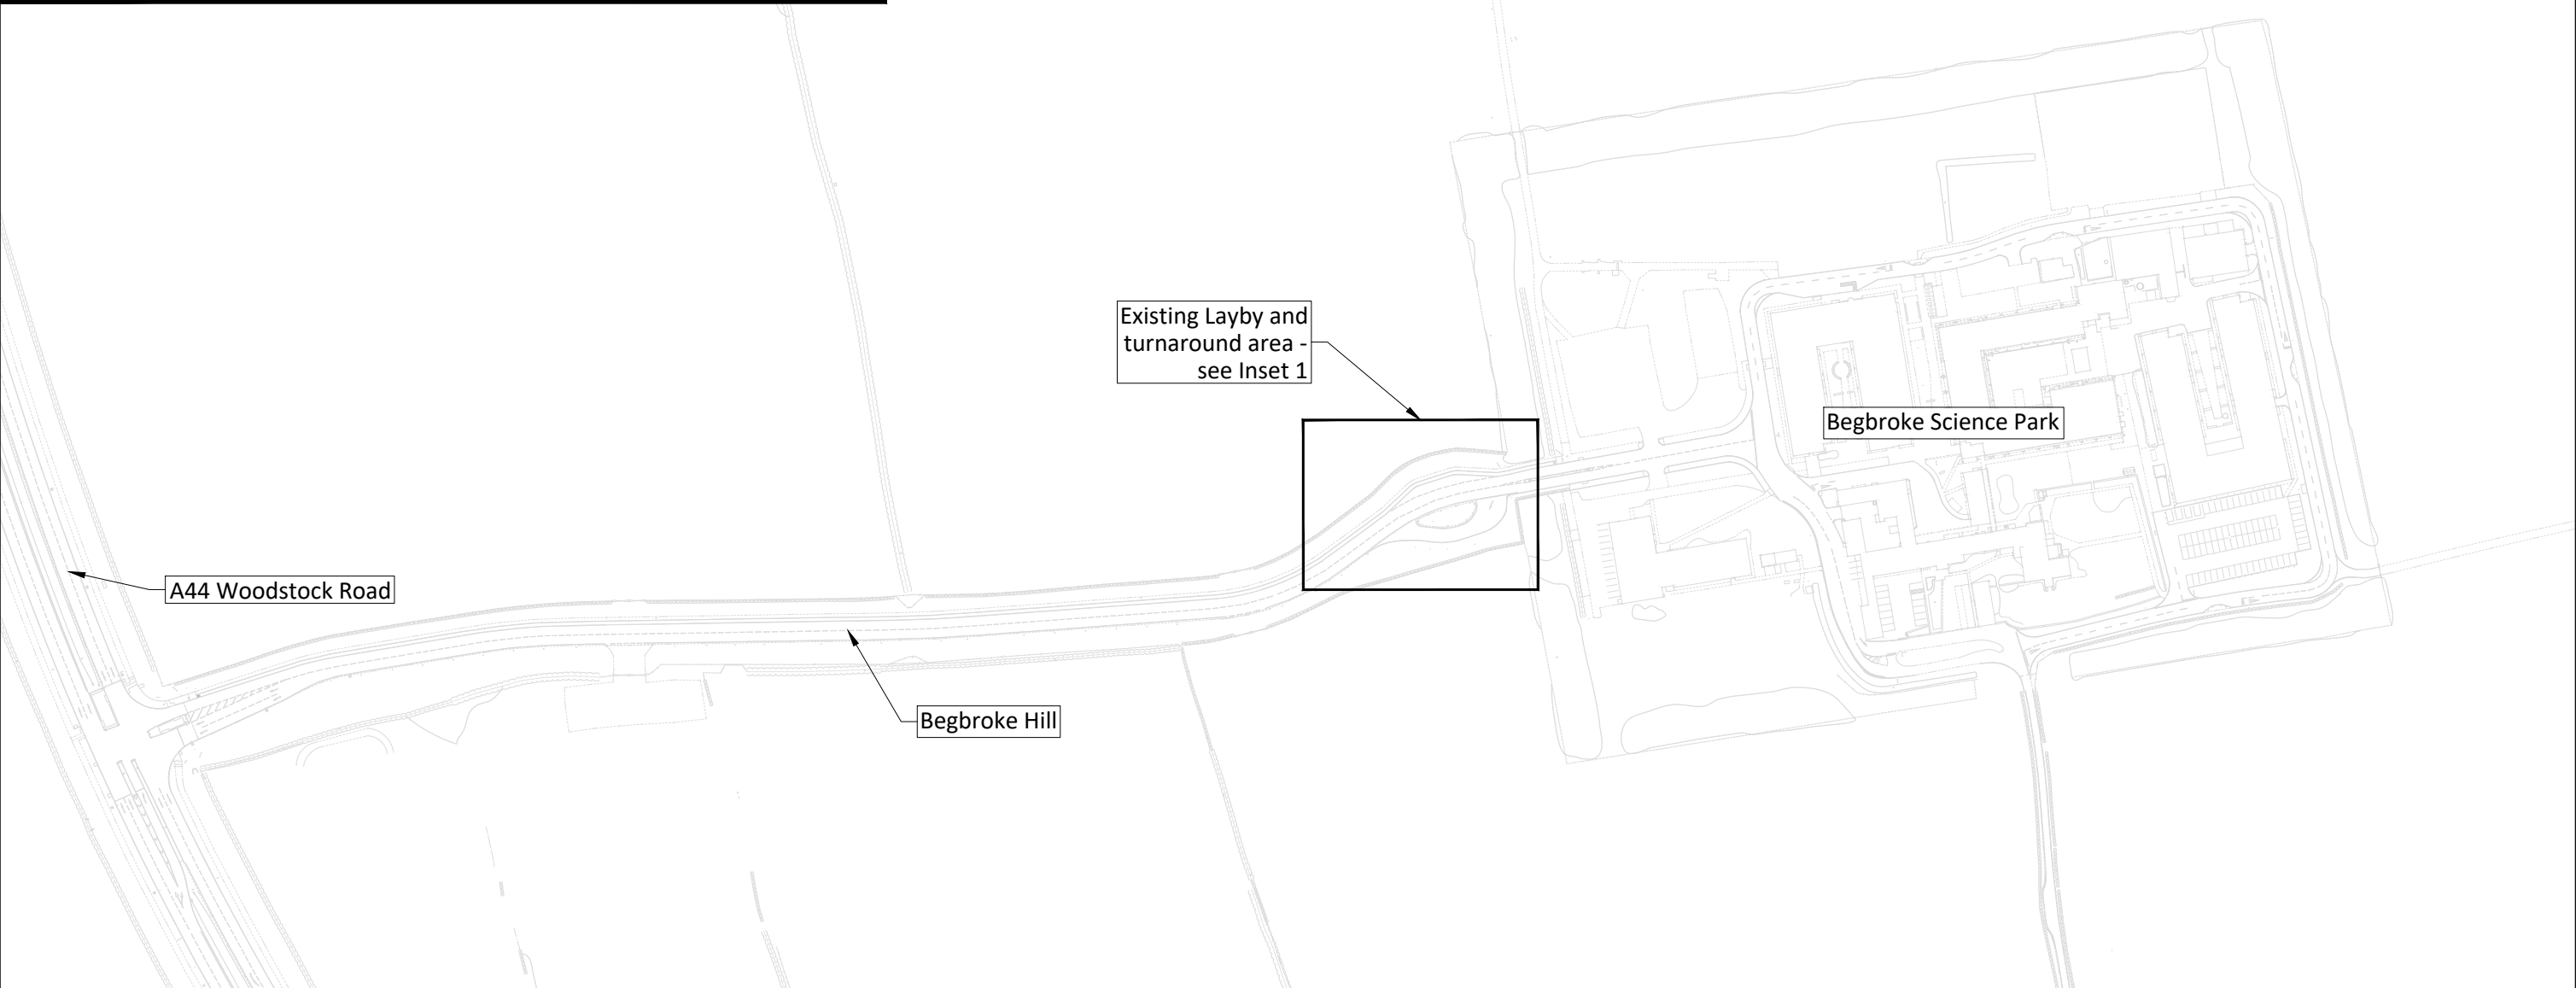 Existing Layby and
turnaround area -
see Inset 1
Begbroke Science Park
A44 Woodstock Road
Begbroke Hill